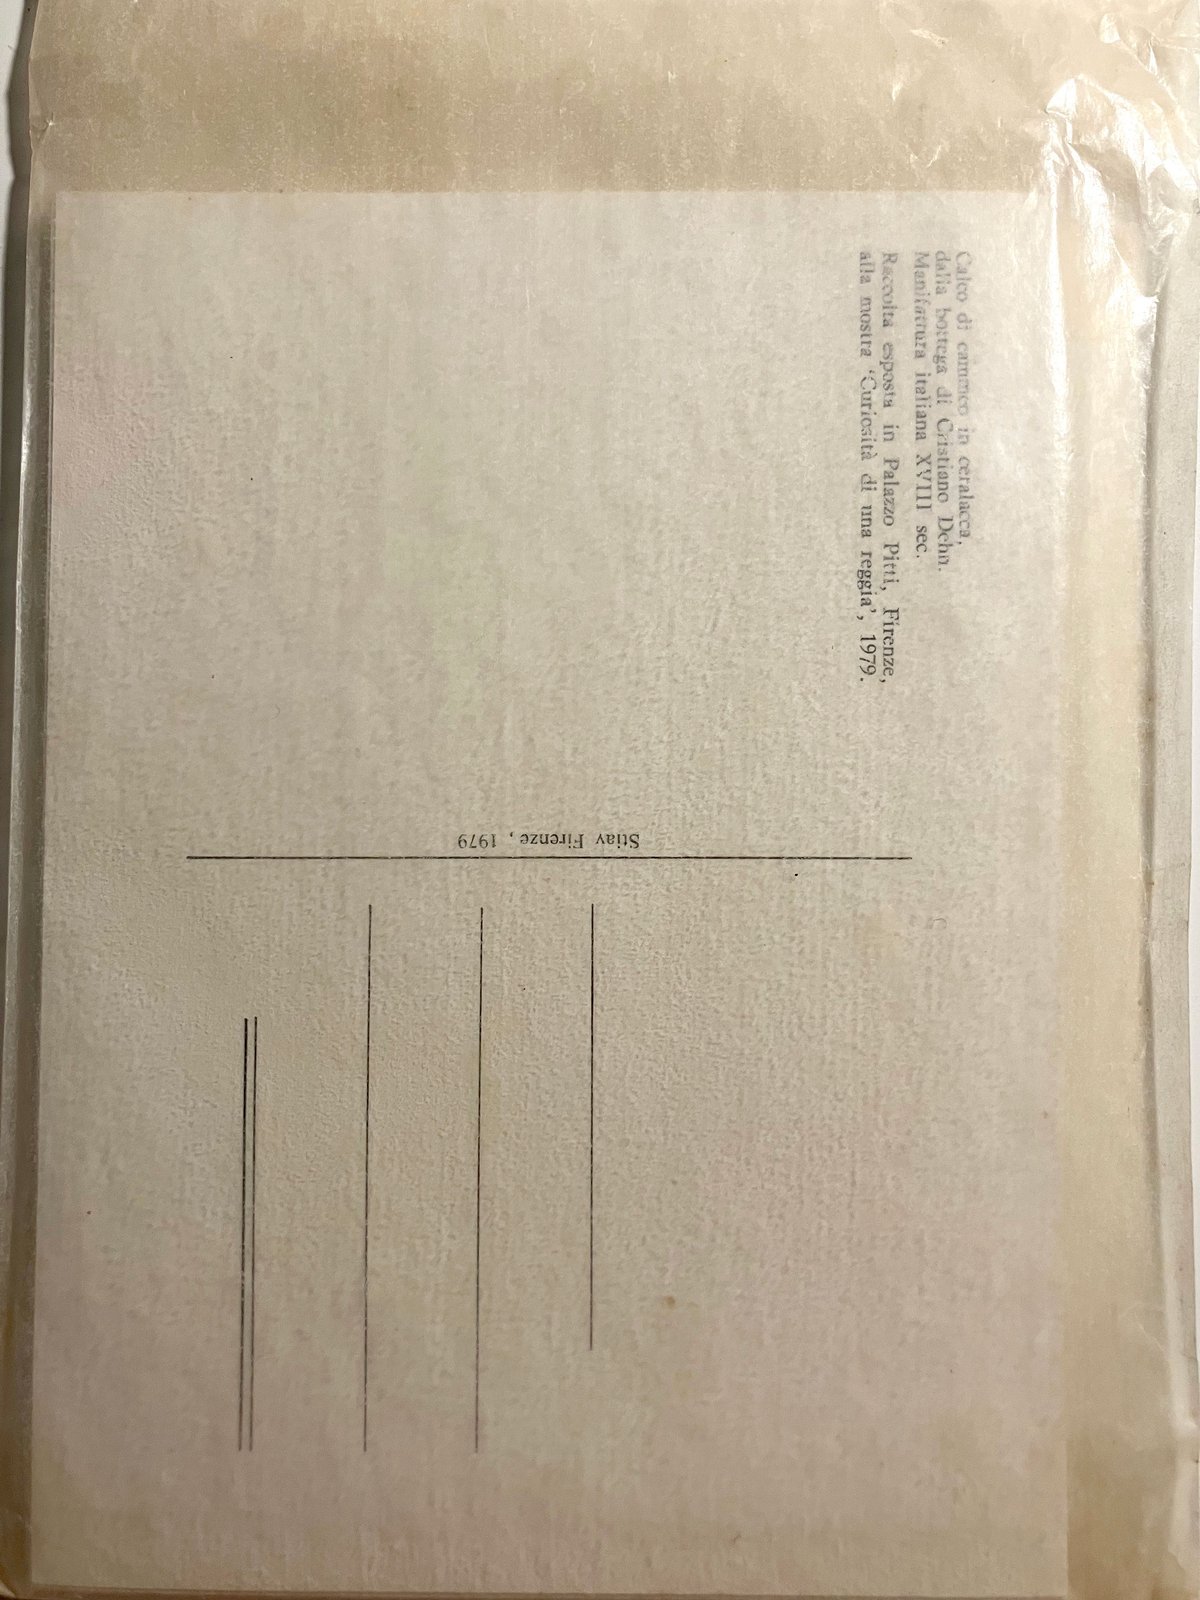 Calco di cammeo in ceralacca,
dalla bottega di Cristiano Dehn.
Manifattura italiana XVIII sec.
Raccolta esposta in Palazzo Pitti, Firenze,
alla mostra ‘Curiosità di una reggia’, 1979.
Stiav Firenze, 1979